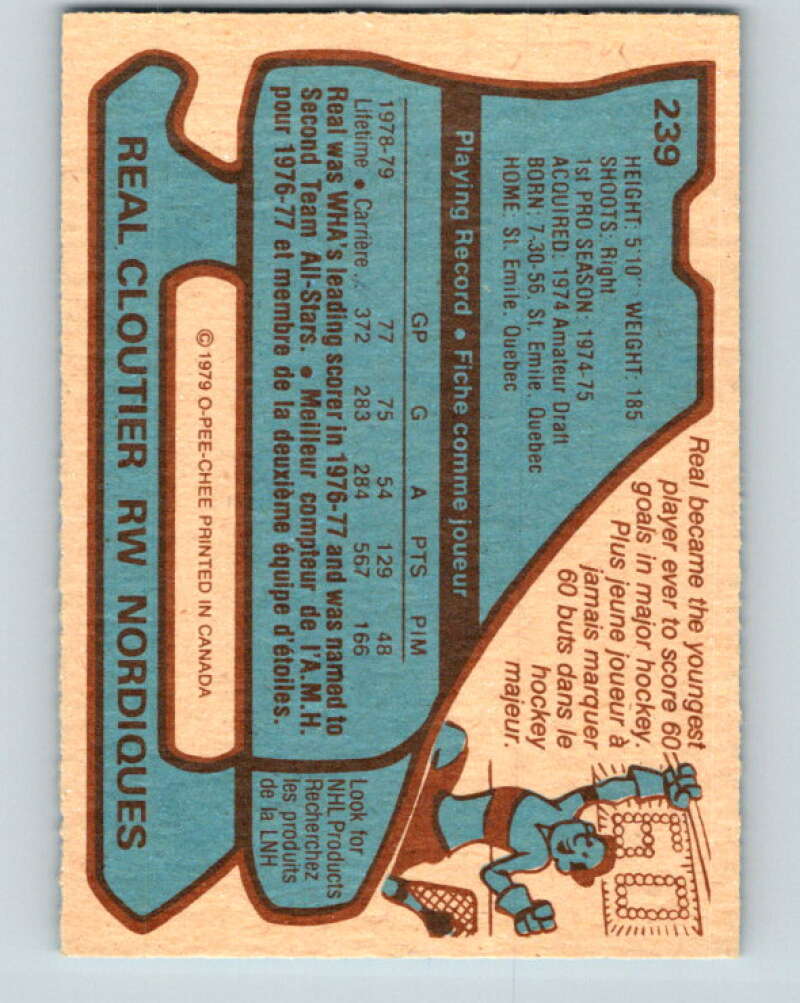 239
HEIGHT: 5'10" WEIGHT: 185
SHOOTS: Right
1st PRO SEASON: 1974-75
ACQUIRED: 1974 Amateur Draft
BORN: 7-30-56, St. Emile, Quebec
HOME: St. Emile, Quebec
Real became the youngest
player ever to score 60
goals in major hockey.
Plus jeune joueur à
jamais marquer
60 buts dans le
hockey
majeur.
60
Playing Record • Fiche comme joueur
GP G A PTS PIM
1978-79 77 75 54 129 48
Lifetime • Carrière 372 283 284 567 166
Real was WHA's leading scorer in 1976-77 and was named to
Second Team All-Stars. • Meilleur compteur de l'A.M.H.
pour 1976-77 et membre de la deuxième équipe d'étoiles.
Look for
NHL Products
Recherchez
les produits
de la LNH
© 1979 O-PEE-CHEE PRINTED IN CANADA
REAL CLOUTIER RW NORDIQUES